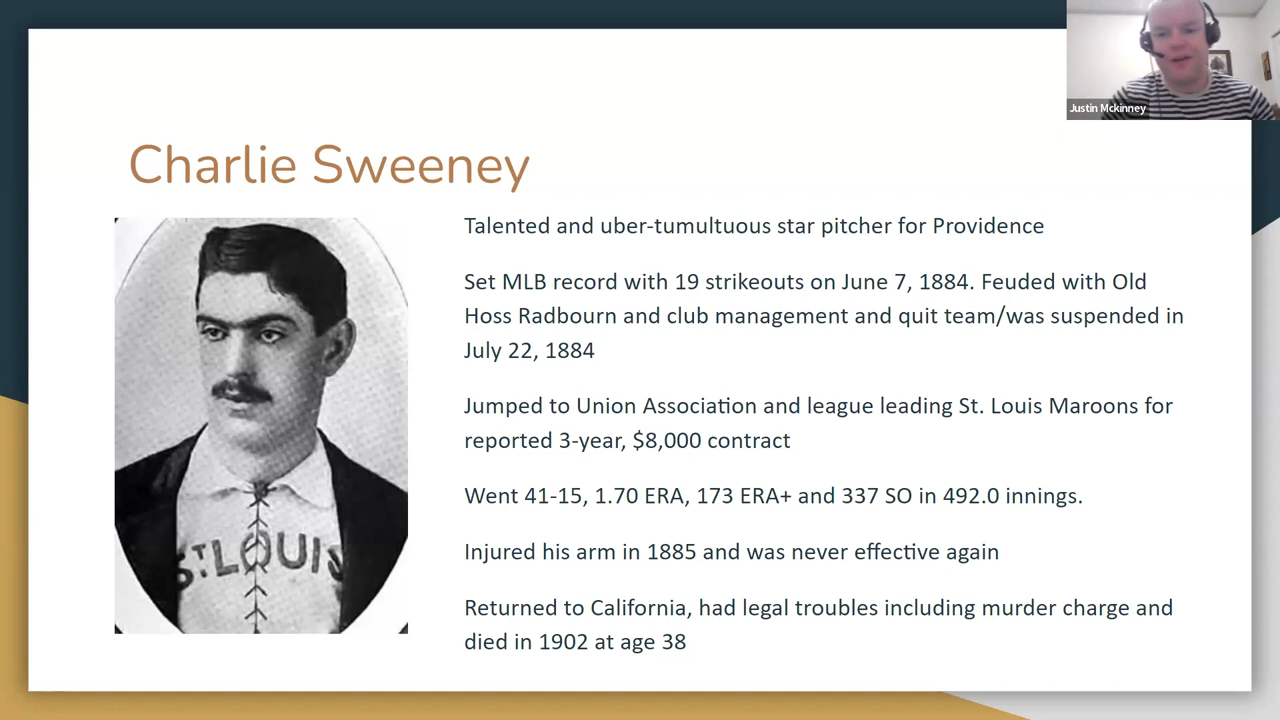 Justin Mckinney
Charlie Sweeney
Talented and uber-tumultuous star pitcher for Providence
Set MLB record with 19 strikeouts on June 7, 1884. Feuded with Old
Hoss Radbourn and club management and quit team/was suspended in
July 22, 1884
Jumped to Union Association and league leading St. Louis Maroons for
reported 3-year, $8,000 contract
Went 41-15, 1.70 ERA, 173 ERA+ and 337 SO in 492.0 innings.
Injured his arm in 1885 and was never effective again
Returned to California, had legal troubles including murder charge and
died in 1902 at age 38
ST. LOUIS